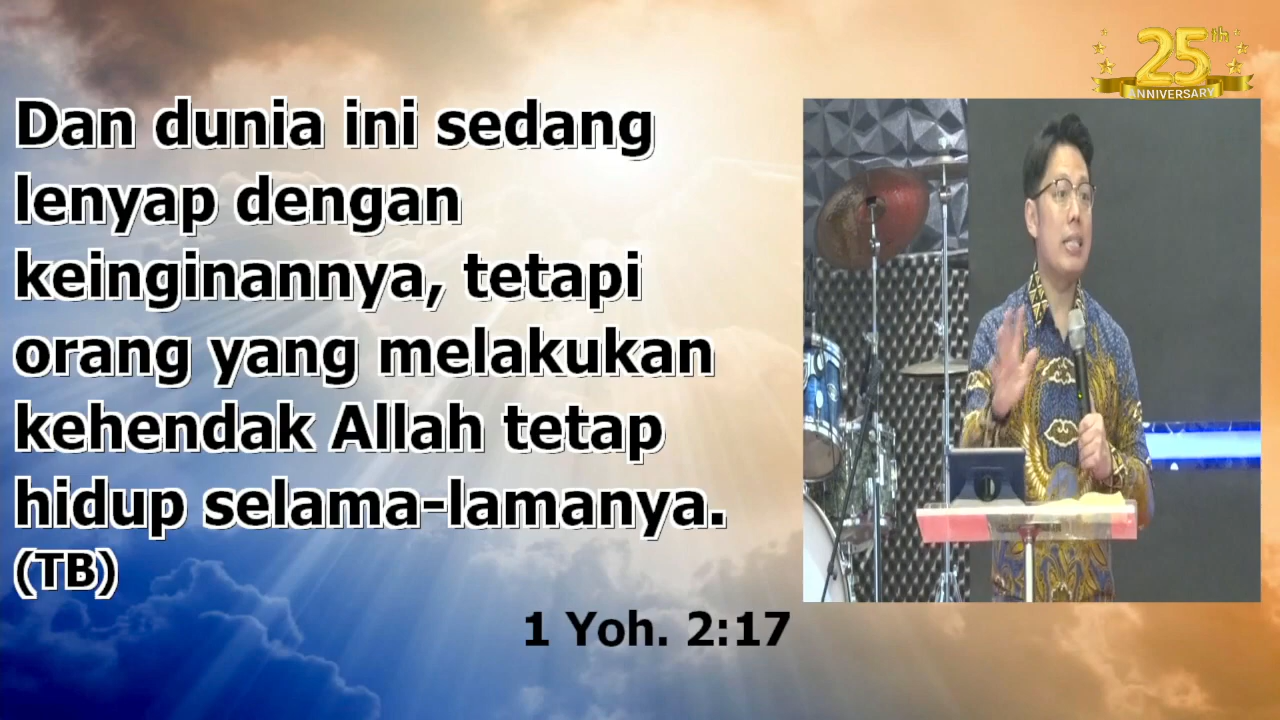 Dan dunia ini sedang
lenyap dengan
keinginannya, tetapi
orang yang melakukan
kehendak Allah tetap
hidup selama-lamanya.
(TB)
1 Yoh. 2:17
25th
ANNIVERSARY